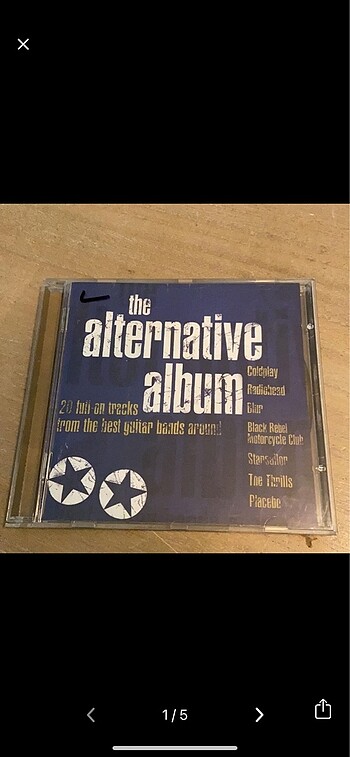 the
alternative
album
20 full-on tracks
from the best guitar bands around
Coldplay
Radiohead
Blur
Black Rebel
Motorcycle Club
Starsailor
The Thrills
Placebo
1/5